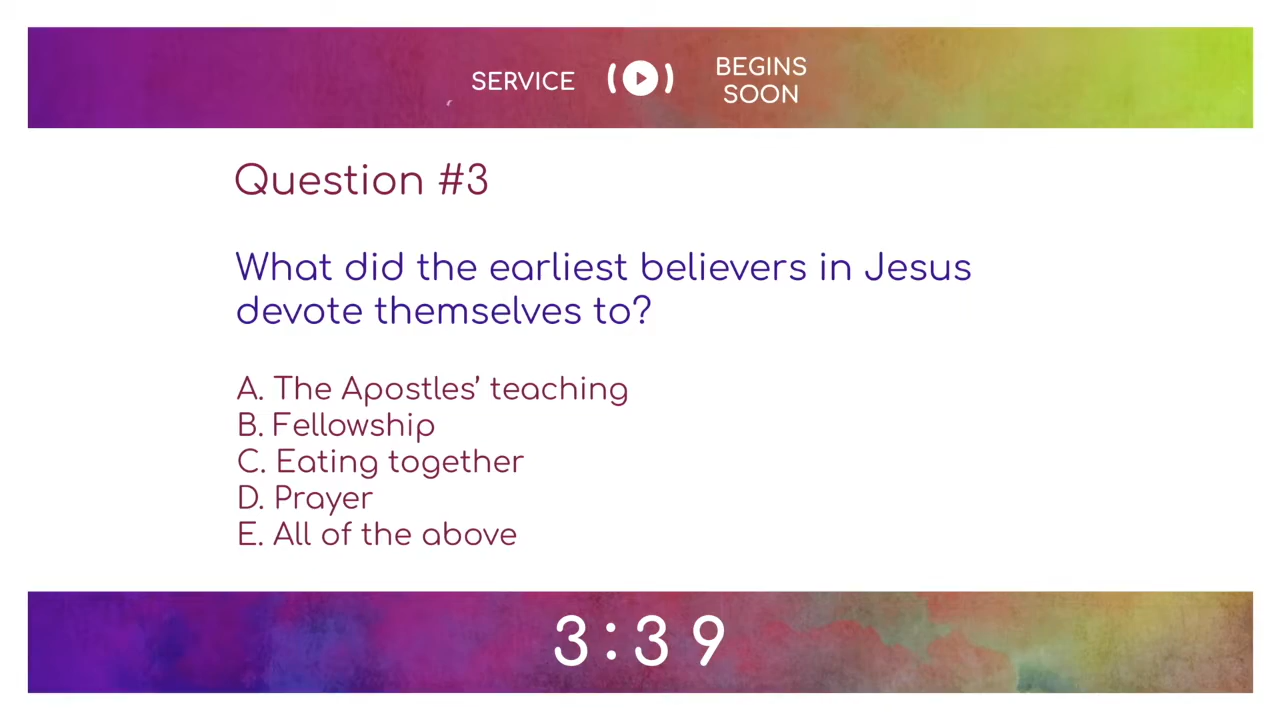 SERVICE
BEGINS
SOON
Question #3
What did the earliest believers in Jesus
devote themselves to?
A. The Apostles’ teaching
B. Fellowship
C. Eating together
D. Prayer
E. All of the above
3:39